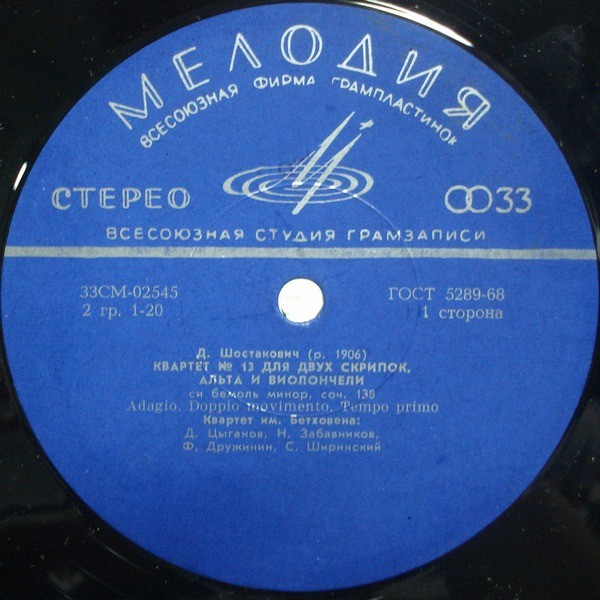 МЕЛОДИЯ
ВСЕСОЮЗНАЯ ФИРМА ГРАМПЛАСТИНОК
СТЕРЕО 33
ВСЕСОЮЗНАЯ СТУДИЯ ГРАМЗАПИСИ
33СМ-02545 ГОСТ 5289-68
2 гр. 1-20 1 сторона
Д. Шостакович (р. 1906)
КВАРТЕТ № 13 ДЛЯ ДВУХ СКРИПОК,
АЛЬТА И ВИОЛОНЧЕЛИ
си бемоль минор, соч. 138
Adagio. Doppio movimento. Tempo primo
Квартет им. Бетховена:
Д. Цыганов, Н. Забавников,
Ф. Дружинин, С. Ширинский